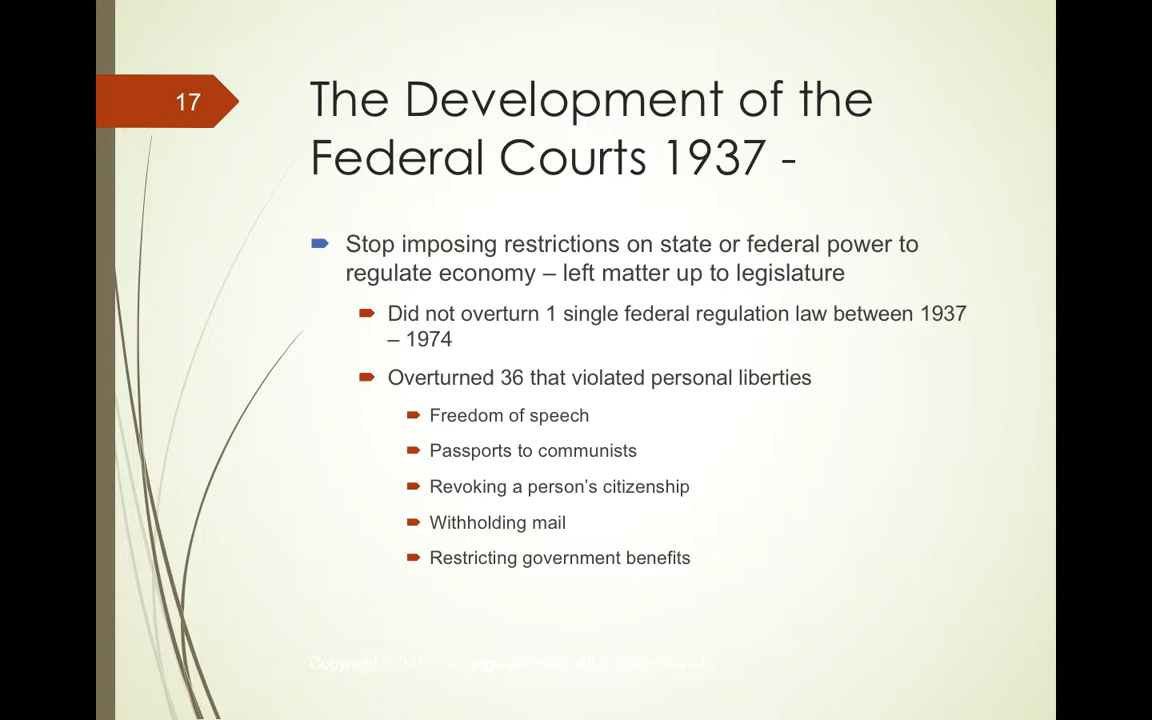 17
The Development of the
Federal Courts 1937 -
Stop imposing restrictions on state or federal power to
regulate economy – left matter up to legislature
Did not overturn 1 single federal regulation law between 1937
– 1974
Overturned 36 that violated personal liberties
Freedom of speech
Passports to communists
Revoking a person’s citizenship
Withholding mail
Restricting government benefits
Copyright ©